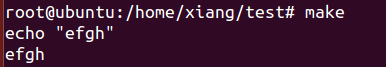 root@ubuntu:/home/xiang/test# make
echo "efgh"
efgh